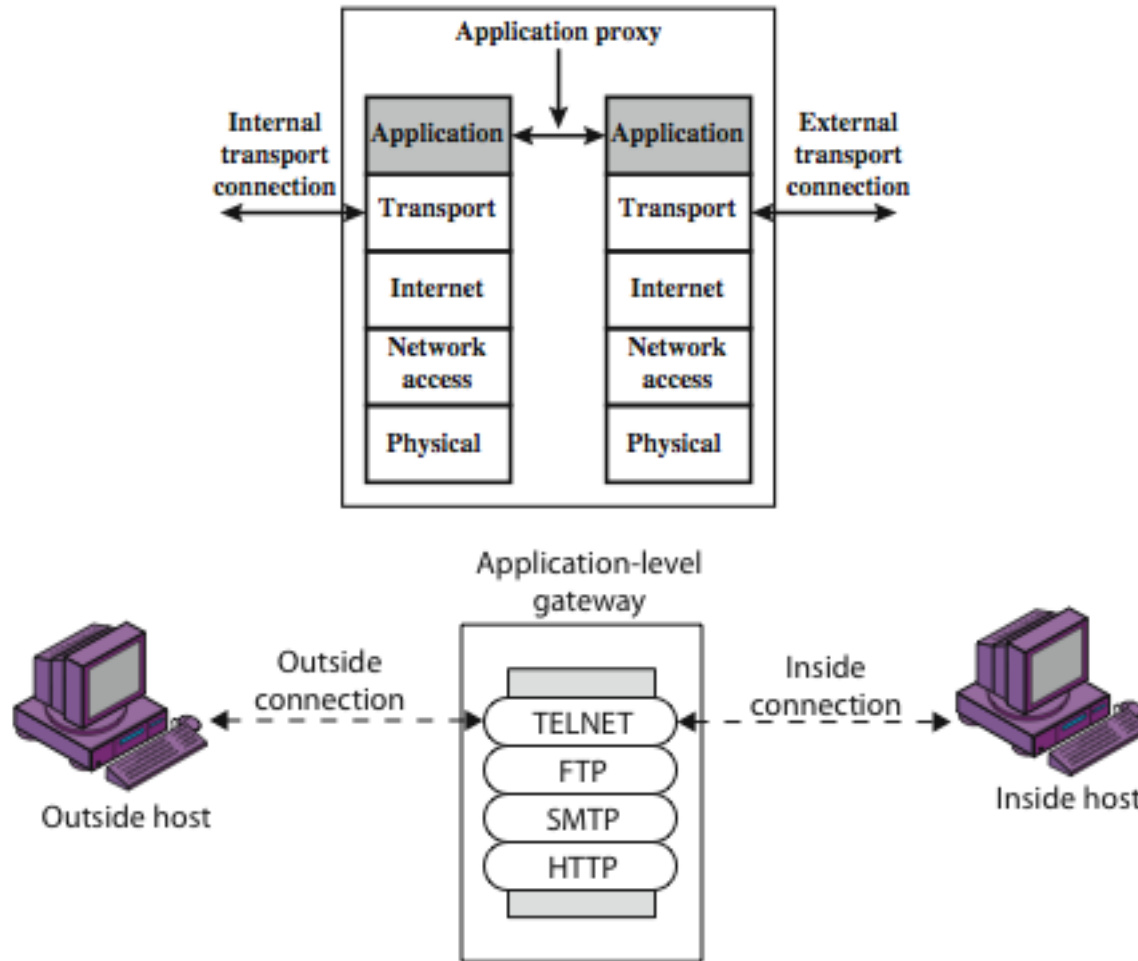 Application proxy
Internal
transport
connection
Application
Transport
Internet
Network
access
Physical
Application
Transport
Internet
Network
access
Physical
External
transport
connection
Application-level
gateway
Outside
connection
Inside
connection
TELNET
FTP
SMTP
HTTP
Outside host
Inside host